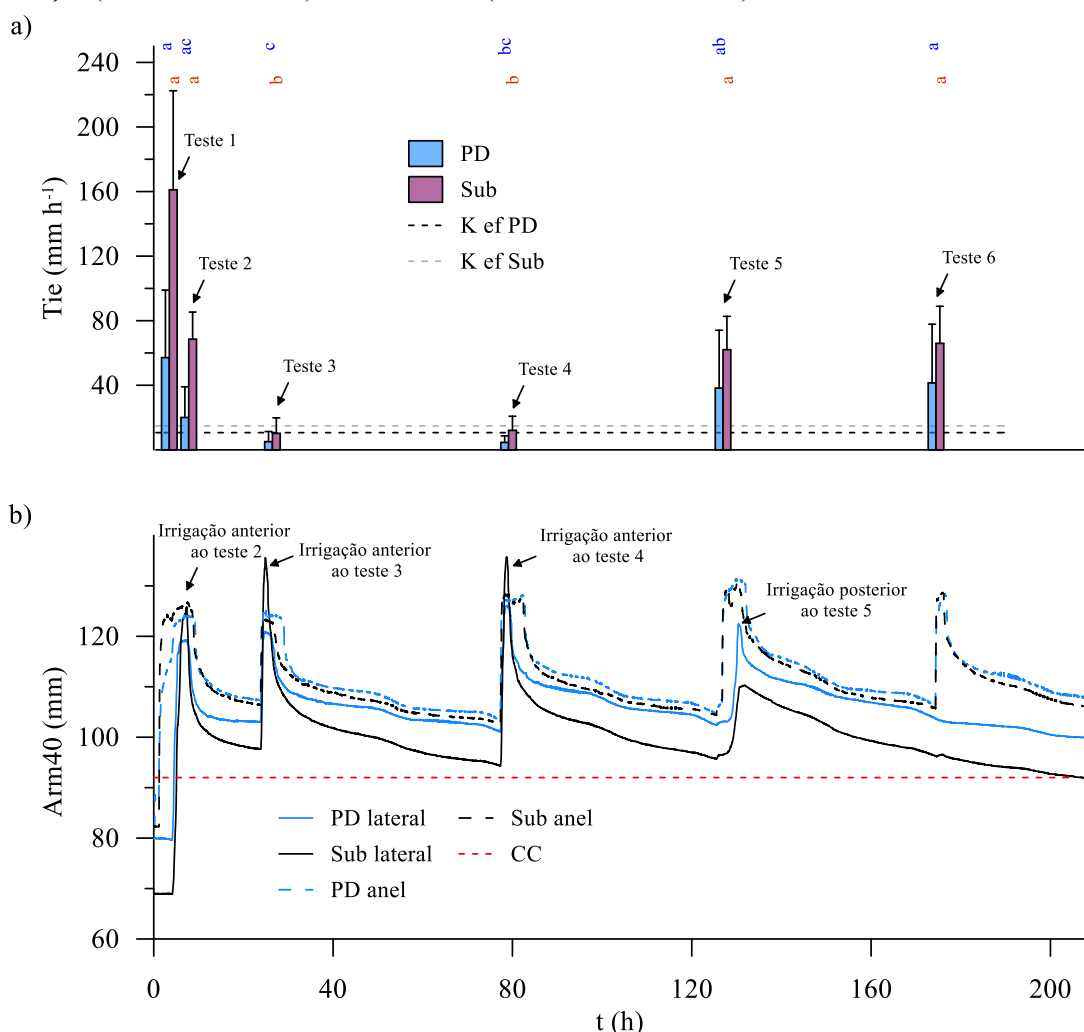 a)
a ac c bc ab a
a a b b a a
240
200
160
120
80
40
Tie (mm h⁻¹)
Teste 1
Teste 2
Teste 3
Teste 4
Teste 5
Teste 6
PD
Sub
K ef PD
K ef Sub
b)
Irrigação anterior
ao teste 2
Irrigação anterior
ao teste 3
Irrigação anterior
ao teste 4
Irrigação posterior
ao teste 5
120
100
80
60
Arm40 (mm)
PD lateral
Sub lateral
PD anel
Sub anel
CC
0 40 80 120 160 200
t (h)